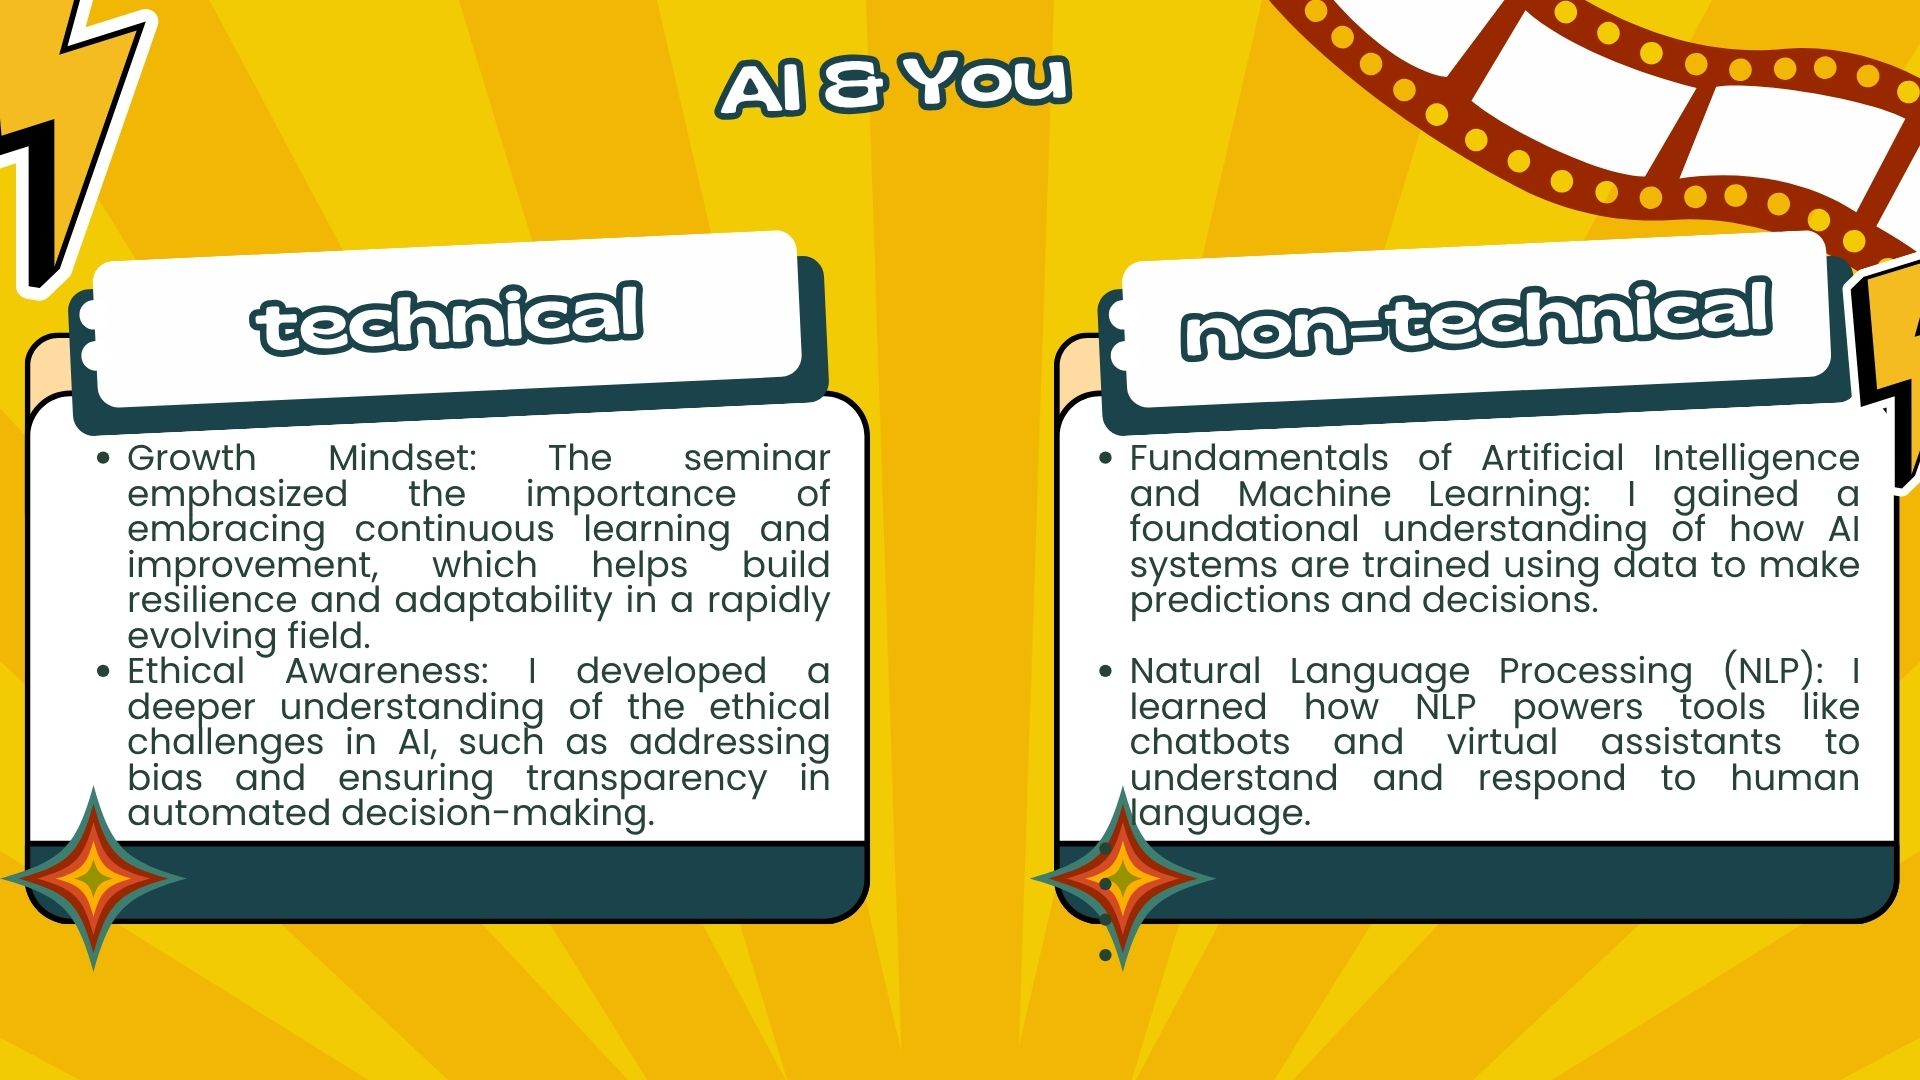 AI & You
technical
• Growth Mindset: The seminar
emphasized the importance of
embracing continuous learning and
improvement, which helps build
resilience and adaptability in a rapidly
evolving field.
• Ethical Awareness: I developed a
deeper understanding of the ethical
challenges in AI, such as addressing
bias and ensuring transparency in
automated decision-making.
non-technical
• Fundamentals of Artificial Intelligence
and Machine Learning: I gained a
foundational understanding of how AI
systems are trained using data to make
predictions and decisions.
• Natural Language Processing (NLP): I
learned how NLP powers tools like
chatbots and virtual assistants to
understand and respond to human
language.